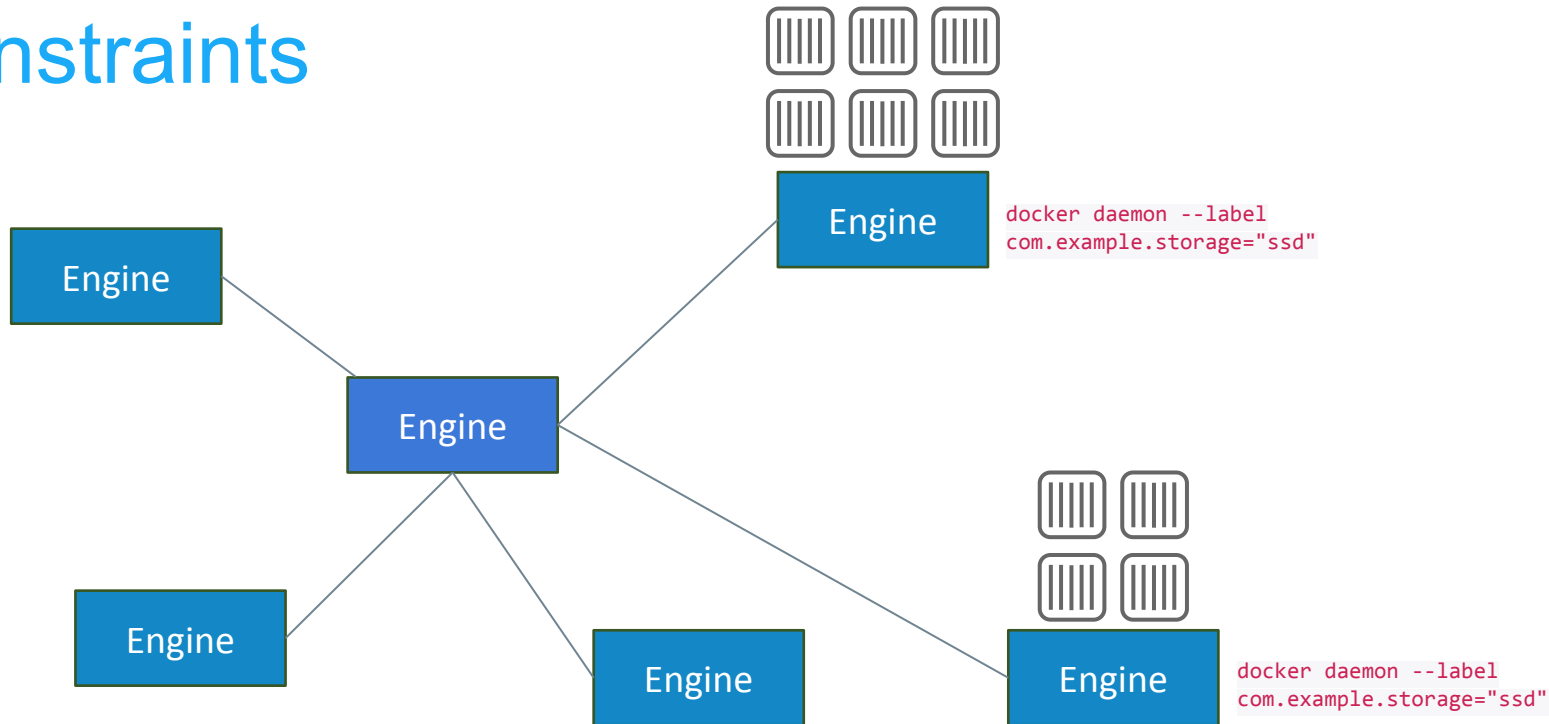 nstraints
Engine
docker daemon --label
com.example.storage="ssd"
Engine
Engine
Engine
Engine
Engine
docker daemon --label
com.example.storage="ssd"